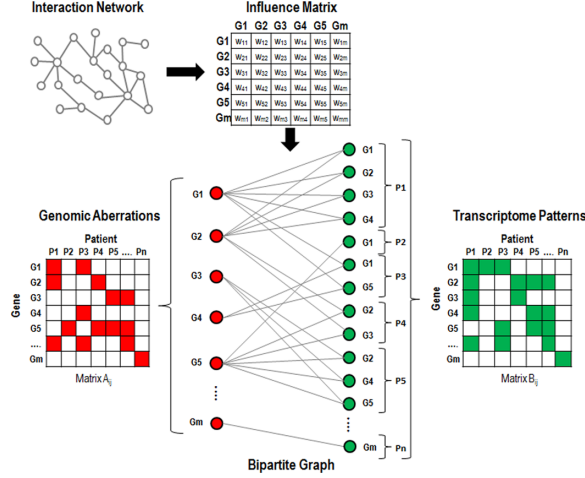 Interaction Network
Influence Matrix
G1 G2 G3 G4 G5 Gm
G1 W11 W12 W13 W14 W15 W1m
G2 W21 W22 W23 W24 W25 W2m
G3 W31 W32 W33 W34 W35 W3m
G4 W41 W42 W43 W44 W45 W4m
G5 W51 W52 W53 W54 W55 W5m
Gm Wm1 Wm2 Wm3 Wm4 Wm5 Wmm
Genomic Aberrations
Patient
P1 P2 P3 P4 P5 .... Pn
Gene
G1
G2
G3
G4
G5
....
Gm
Matrix Aij
G1
G2
G3
G4
G5
Gm
G1
G2
G3
G4
P1
G1
P2
G1
G5
P3
G2
G3
P4
G2
G4
G5
P5
Gm
Pn
Bipartite Graph
Transcriptome Patterns
Patient
P1 P2 P3 P4 P5 .... Pn
Gene
G1
G2
G3
G4
G5
....
Gm
Matrix Bij